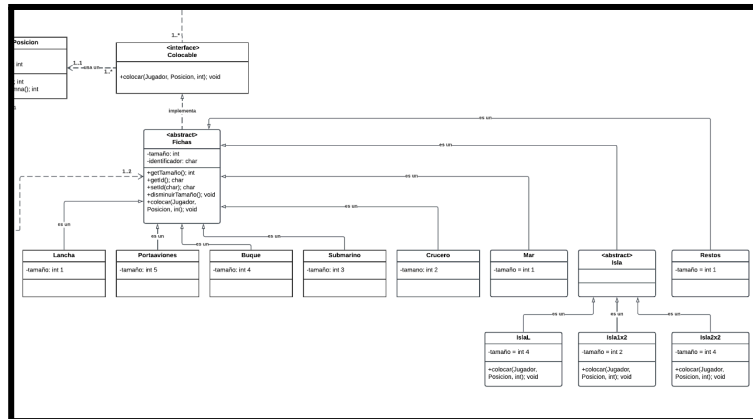 1..*
Posicion
int
; int
mna(); int
1..1
usa un
1..*
<interface>
Colocable
+colocar(Jugador, Posicion, int); void
implementa
<abstract>
Fichas
-tamaño: int
-identificador: char
+getTamaño(); int
+getId(); char
+setId(char); char
+disminuirTamaño(); void
+colocar(Jugador,
Posicion, int); void
1..2
es un
es un
es un
es un
es un
es un
es un
es un
Lancha
-tamaño: int 1
Portaaviones
-tamaño: int 5
Buque
-tamaño: int 4
Submarino
-tamaño: int 3
Crucero
-tamano: int 2
Mar
-tamaño = int 1
<abstract>
Isla
Restos
-tamaño = int 1
es un
es un
es un
IslaL
-tamaño = int 4
+colocar(Jugador,
Posicion, int); void
Isla1x2
-tamaño = int 2
+colocar(Jugador,
Posicion, int); void
Isla2x2
-tamaño = int 4
+colocar(Jugador,
Posicion, int); void